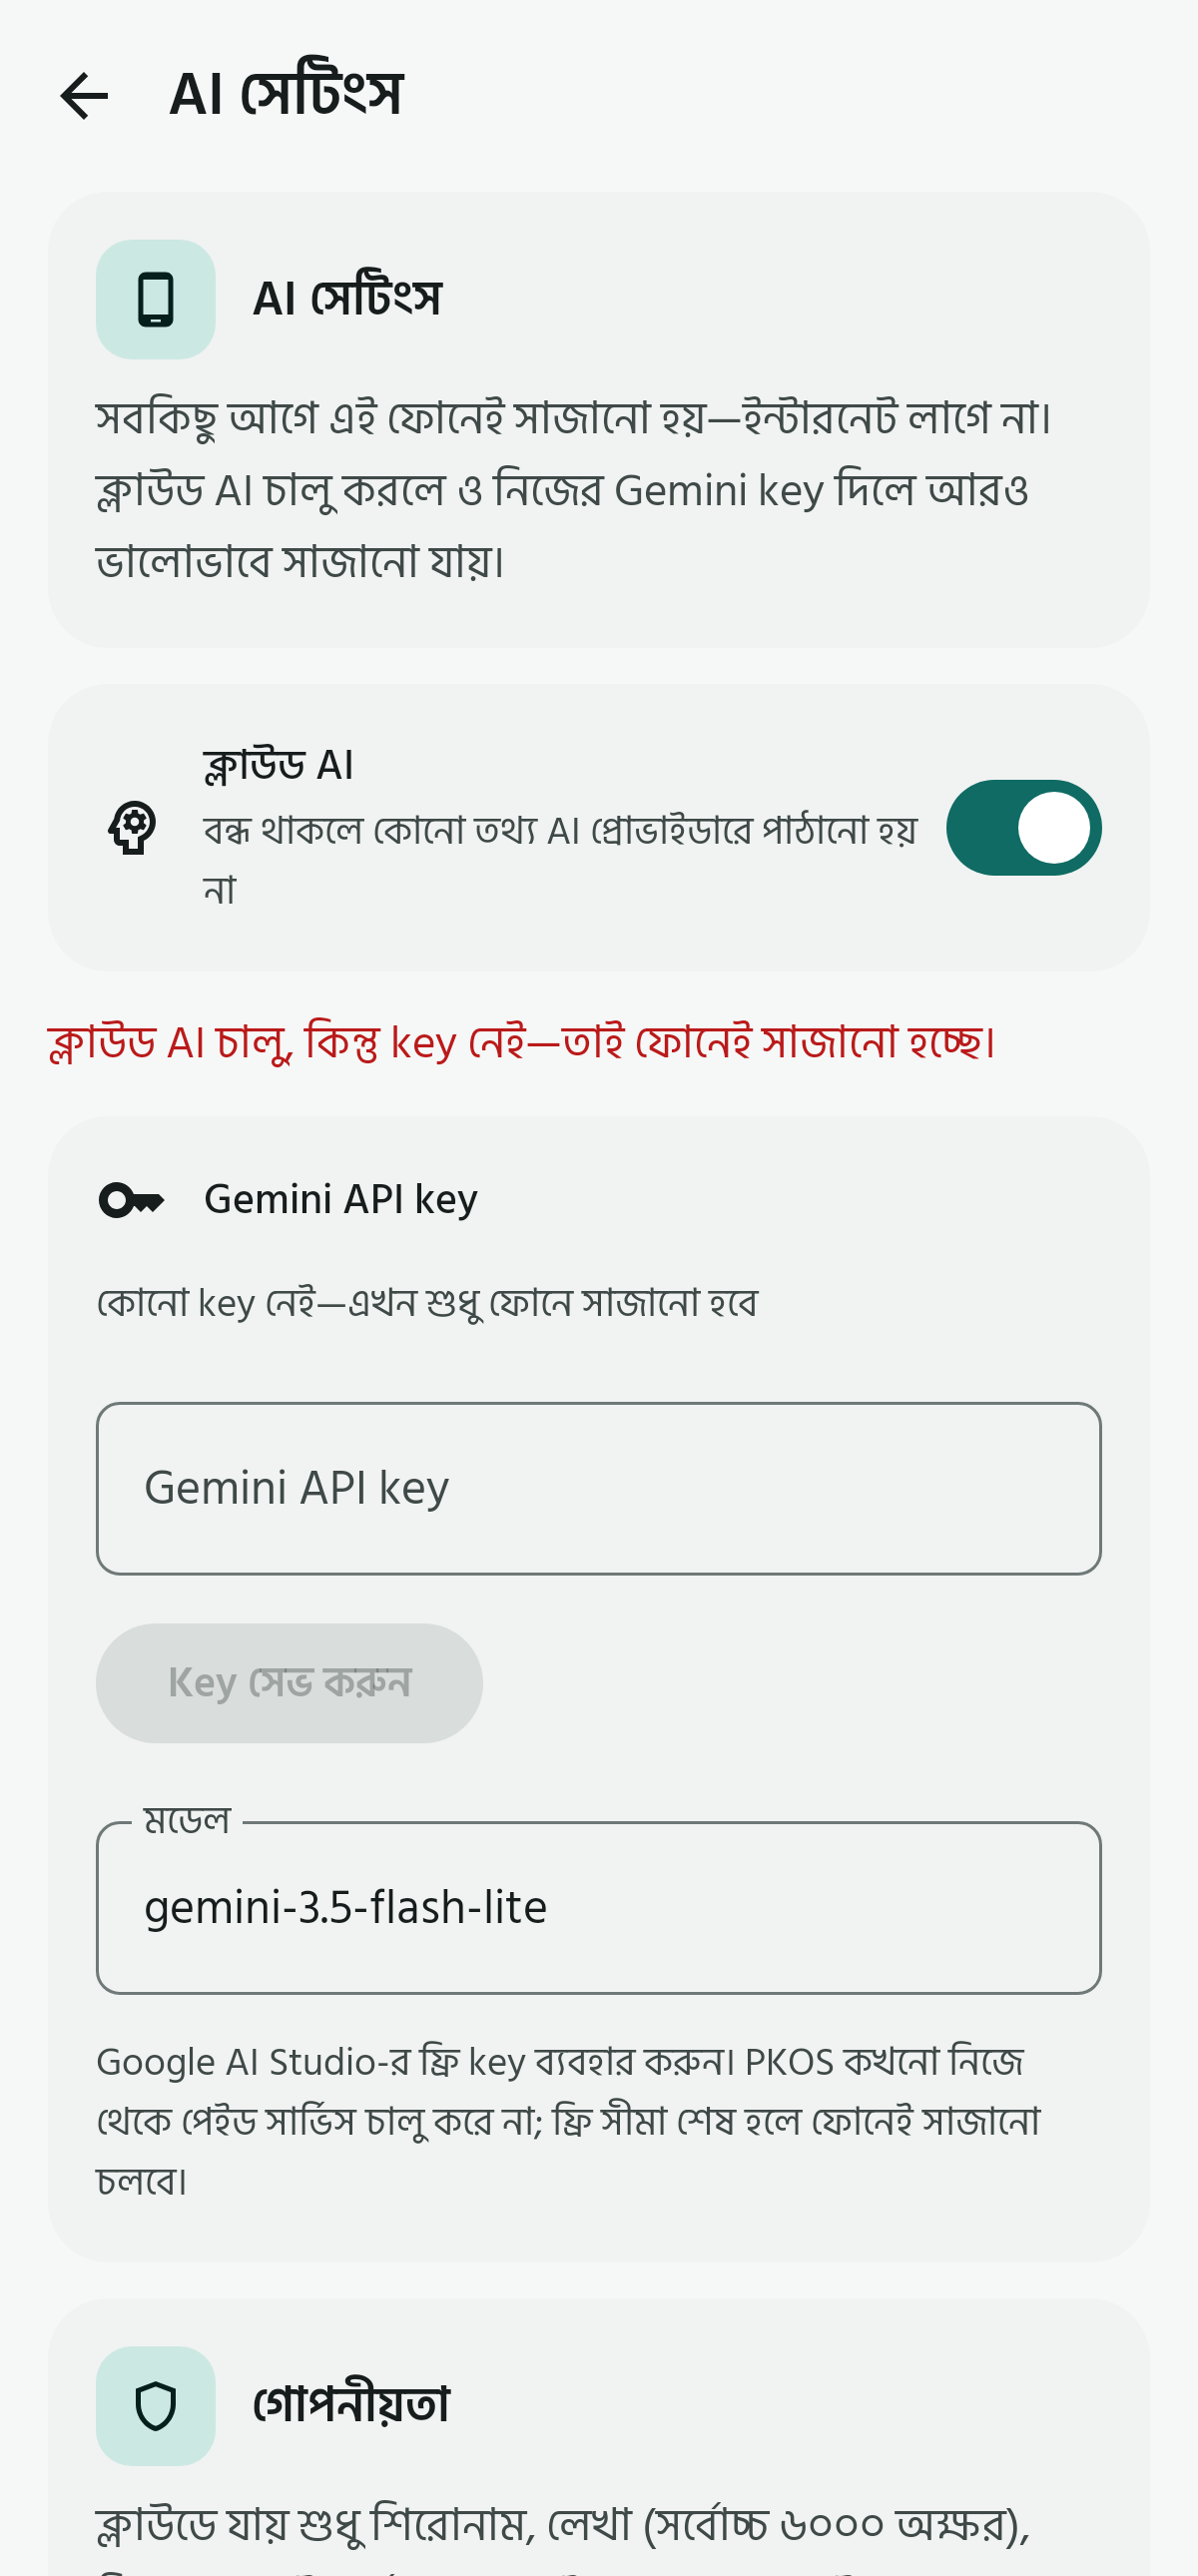 AI সেটিংস
AI সেটিংস
সবকিছু আগে এই ফোনেই সাজানো হয়—ইন্টারনেট লাগে না।
ক্লাউড AI চালু করলে ও নিজের Gemini key দিলে আরও
ভালোভাবে সাজানো যায়।
ক্লাউড AI
বন্ধ থাকলে কোনো তথ্য AI প্রোভাইডারে পাঠানো হয়
না
ক্লাউড AI চালু, কিন্তু key নেই—তাই ফোনেই সাজানো হচ্ছে।
Gemini API key
কোনো key নেই—এখন শুধু ফোনে সাজানো হবে
Gemini API key
Key সেভ করুন
মডেল
gemini-3.5-flash-lite
Google AI Studio-র ফ্রি key ব্যবহার করুন। PKOS কখনো নিজে
থেকে পেইড সার্ভিস চালু করে না; ফ্রি সীমা শেষ হলে ফোনেই সাজানো
চলবে।
গোপনীয়তা
ক্লাউডে যায় শুধু শিরোনাম, লেখা (সর্বোচ্চ ৬০০০ অক্ষর),